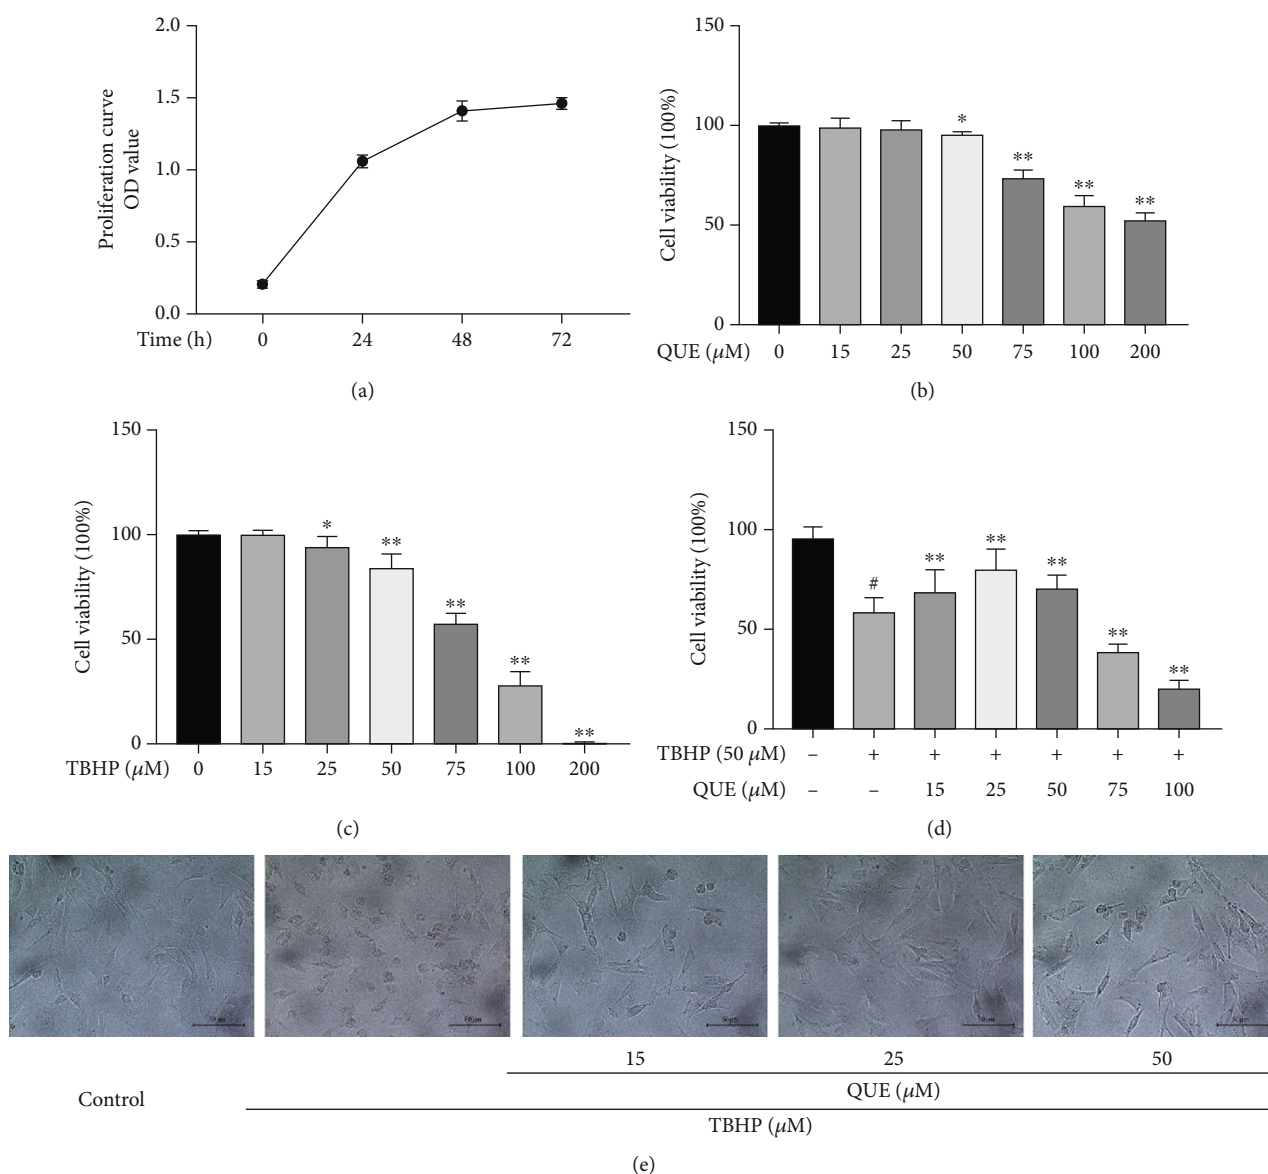 2.0
1.5
1.0
0.5
0.0
Proliferation curve
OD value
Time (h) 0 24 48 72
(a)
150
100
50
0
Cell viability (100%)
* ** ** **
QUE (μM) 0 15 25 50 75 100 200
(b)
150
100
50
0
Cell viability (100%)
* ** ** ** **
TBHP (μM) 0 15 25 50 75 100 200
(c)
150
100
50
0
Cell viability (100%)
# ** ** ** ** **
TBHP (50 μM) – + + + + + +
QUE (μM) – – 15 25 50 75 100
(d)
15 25 50
QUE (μM)
Control
TBHP (μM)
(e)